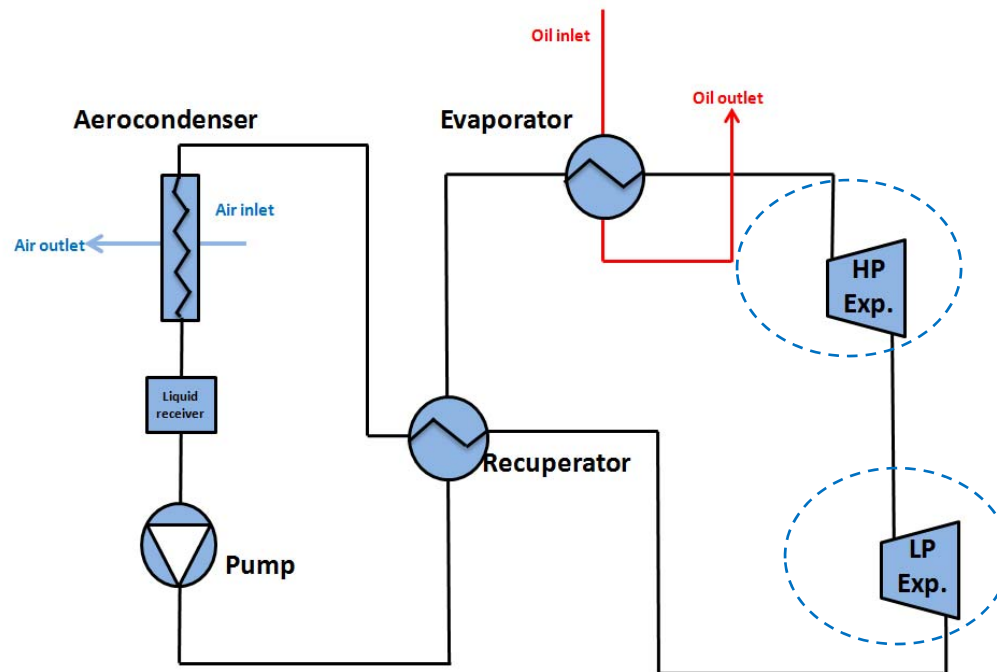 Oil inlet
Oil outlet
Aerocondenser
Evaporator
Air inlet
Air outlet
HP
Exp.
Liquid
receiver
Recuperator
Pump
LP
Exp.